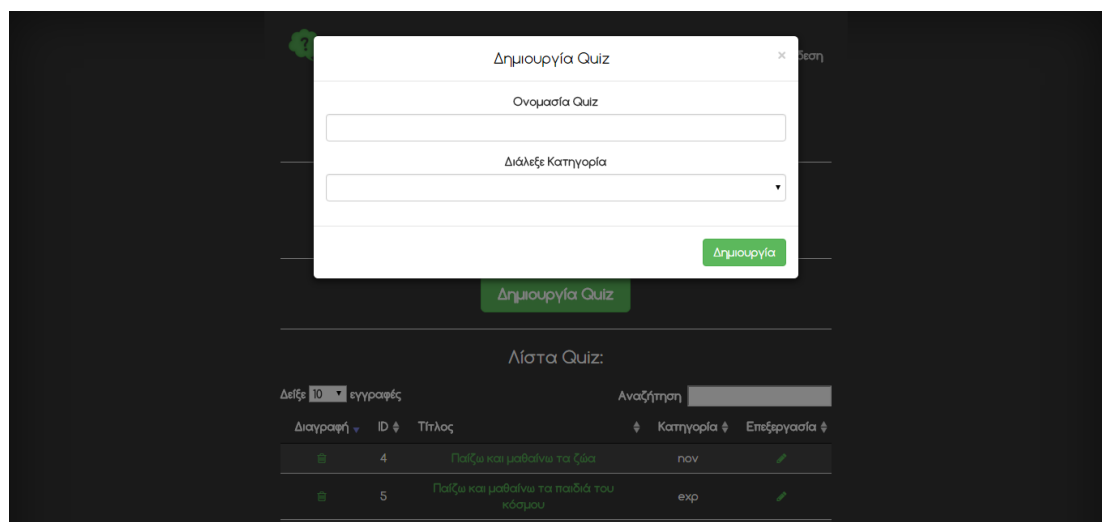 ?
Δημιουργία Quiz ×
δεση
Ονομασία Quiz
Διάλεξε Κατηγορία
Δημιουργία
Δημιουργία Quiz
Λίστα Quiz:
Δείξε 10 εγγραφές Αναζήτηση
Διαγραφή ID Τίτλος Κατηγορία Επεξεργασία
4 Παίζω και μαθαίνω τα ζώα nov
5 Παίζω και μαθαίνω τα παιδιά του
κόσμου exp